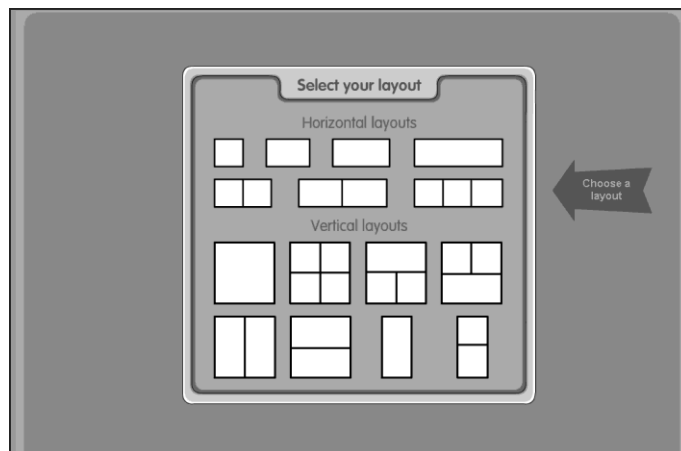 Select your layout
Horizontal layouts
Choose a
layout
Vertical layouts